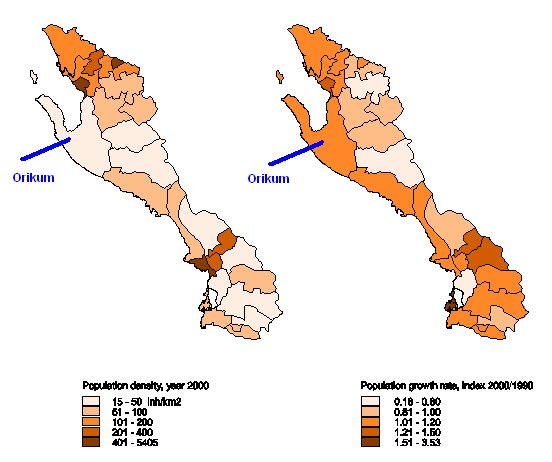 Orikum
Orikum
Population density, year 2000
15 - 50 inh/km2
51 - 100
101 - 200
201 - 400
401 - 5405
Population growth rate, index 2000/1990
0.18 - 0.80
0.81 - 1.00
1.01 - 1.20
1.21 - 1.50
1.51 - 3.53